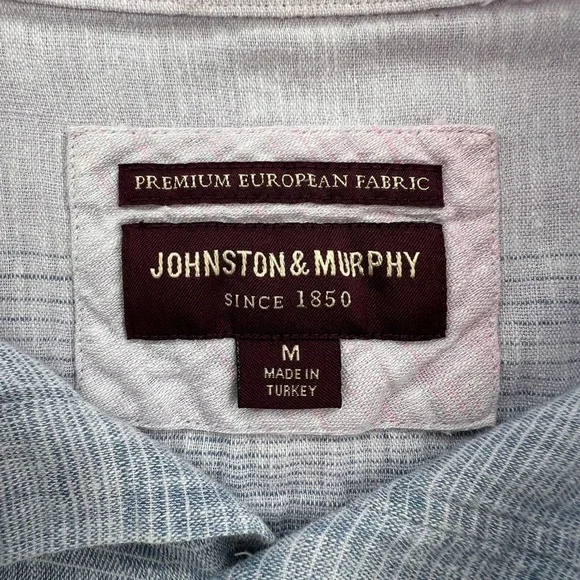 PREMIUM EUROPEAN FABRIC
JOHNSTON & MURPHY
SINCE 1850
M
MADE IN
TURKEY